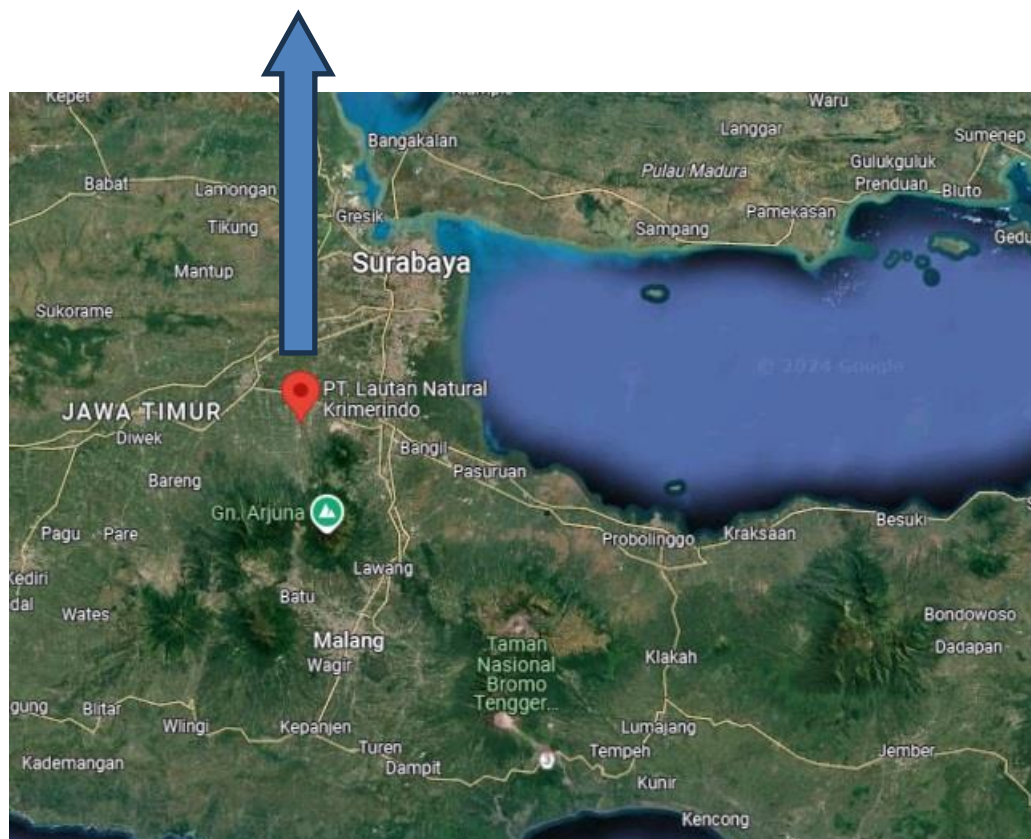 Kepet
Waru
Langgar
Sumenep
Bangakalan
Gulukguluk
Pulau Madura
Prenduan
Bluto
Babat
Lamongan
Gresik
Pamekasan
Sampang
Tikung
Gedu
Surabaya
Mantup
Sukorame
© 2024 Google
PT. Lautan Natural
Krimerindo
JAWA TIMUR
Diwek
Bangil
Pasuruan
Bareng
Gn. Arjuna
Besuki
Pagu
Pare
Probolinggo
Kraksaan
Lawang
Kediri
dal
Batu
Wates
Bondowoso
Malang
Taman
Nasional
Bromo
Tengger...
Dadapan
Wagir
Klakah
gung
Blitar
Wlingi
Kepanjen
Lumajang
Turen
Tempeh
Jember
Kademangan
Dampit
Kunir
Kencong